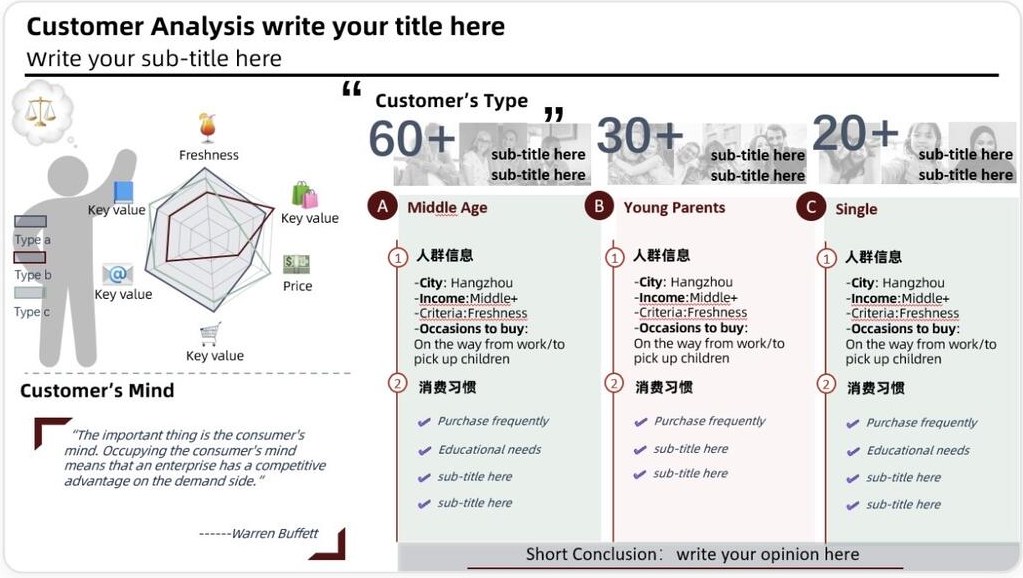 Customer Analysis write your title here
Write your sub-title here
Freshness
Key value
Key value
Type a
Type b
Type c
Key value
Price
Key value
Customer's Mind
"The important thing is the consumer's
mind. Occupying the consumer's mind
means that an enterprise has a competitive
advantage on the demand side."
------Warren Buffett
“ Customer's Type ”
60+
sub-title here
sub-title here
30+
sub-title here
sub-title here
20+
sub-title here
sub-title here
A Middle Age
1 人群信息
-City: Hangzhou
-Income:Middle+
-Criteria:Freshness
-Occasions to buy:
On the way from work/to
pick up children
2 消费习惯
Purchase frequently
Educational needs
sub-title here
sub-title here
B Young Parents
1 人群信息
-City: Hangzhou
-Income:Middle+
-Criteria:Freshness
-Occasions to buy:
On the way from work/to
pick up children
2 消费习惯
Purchase frequently
sub-title here
sub-title here
C Single
1 人群信息
-City: Hangzhou
-Income:Middle+
-Criteria:Freshness
-Occasions to buy:
On the way from work/to
pick up children
2 消费习惯
Purchase frequently
Educational needs
sub-title here
sub-title here
Short Conclusion： write your opinion here